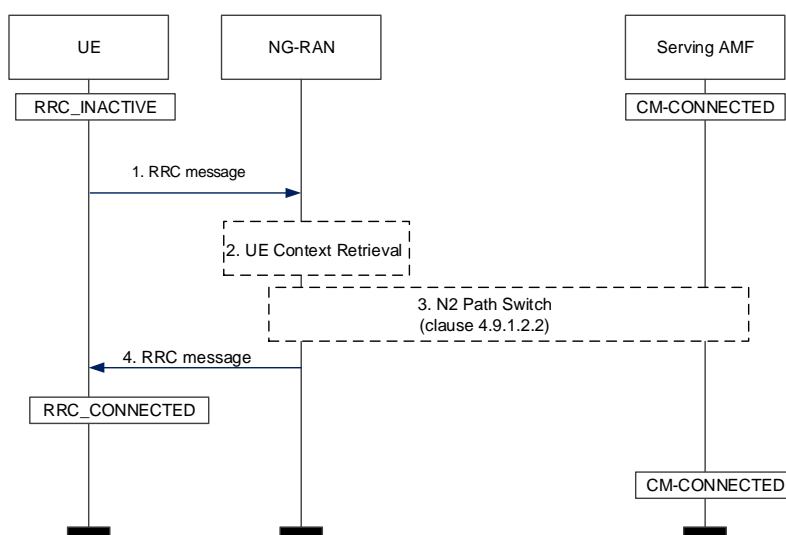 UE
NG-RAN
Serving AMF
RRC_INACTIVE
CM-CONNECTED
1. RRC message
2. UE Context Retrieval
3. N2 Path Switch
(clause 4.9.1.2.2)
4. RRC message
RRC_CONNECTED
CM-CONNECTED